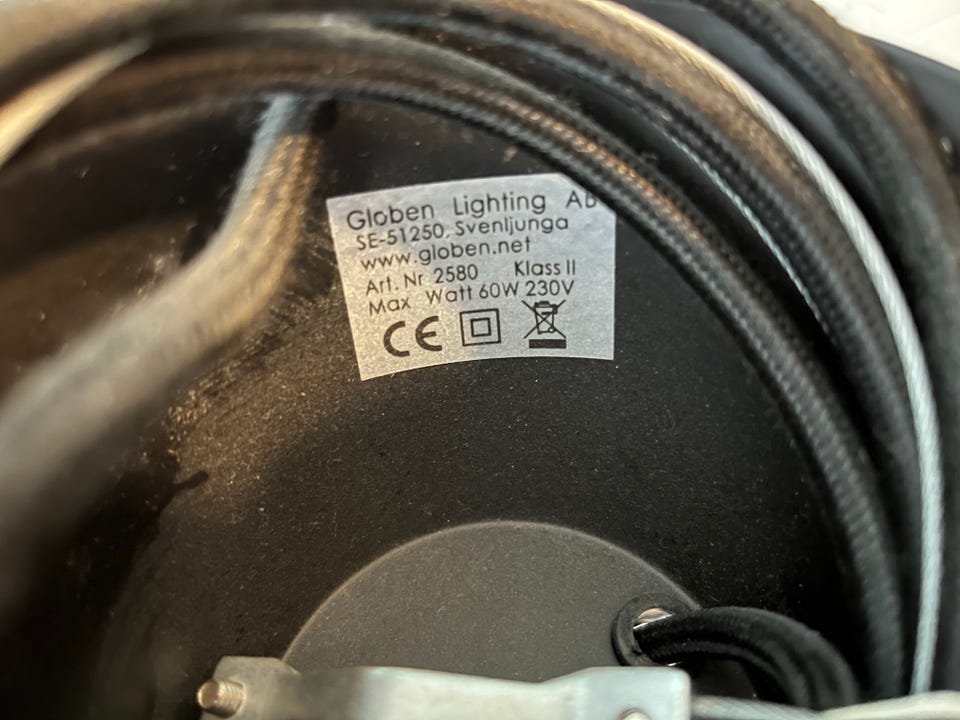 Globen Lighting AB
SE-51250, Svenljunga
www.globen.net
Art. Nr 2580 Klass II
Max Watt 60W 230V
CE